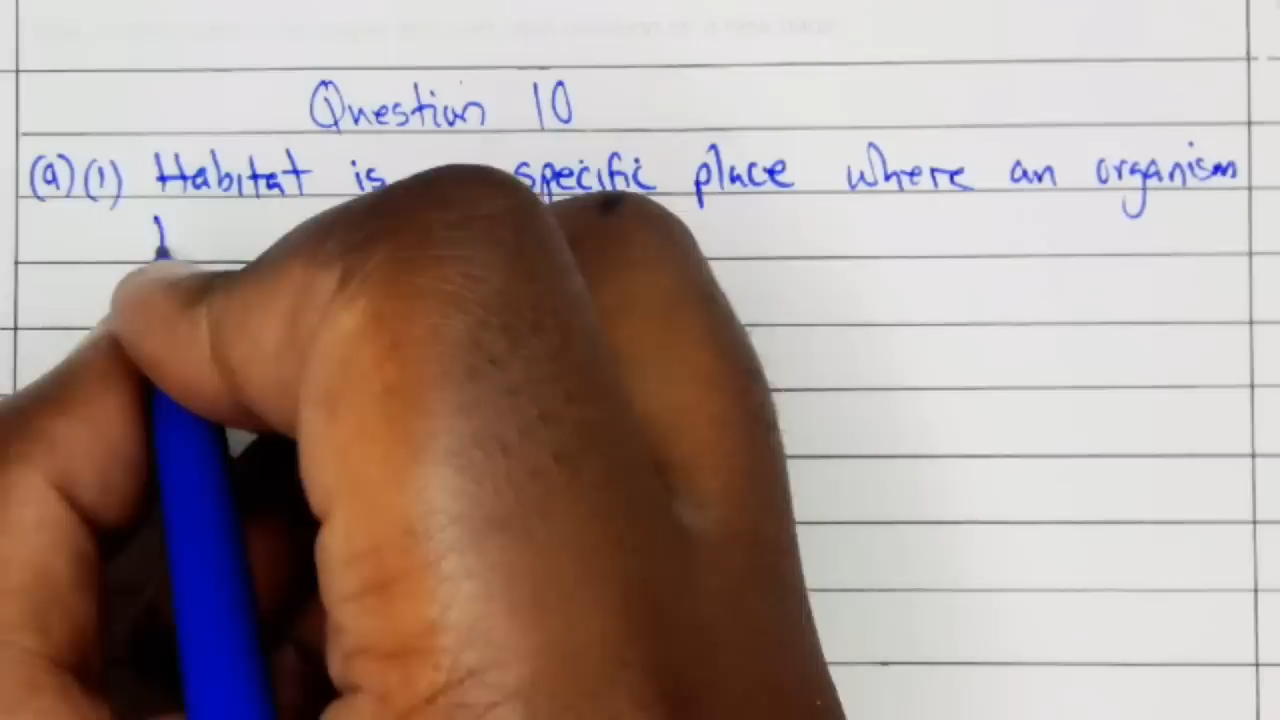 Question 10
(a)(1) Habitat is specific place where an organism